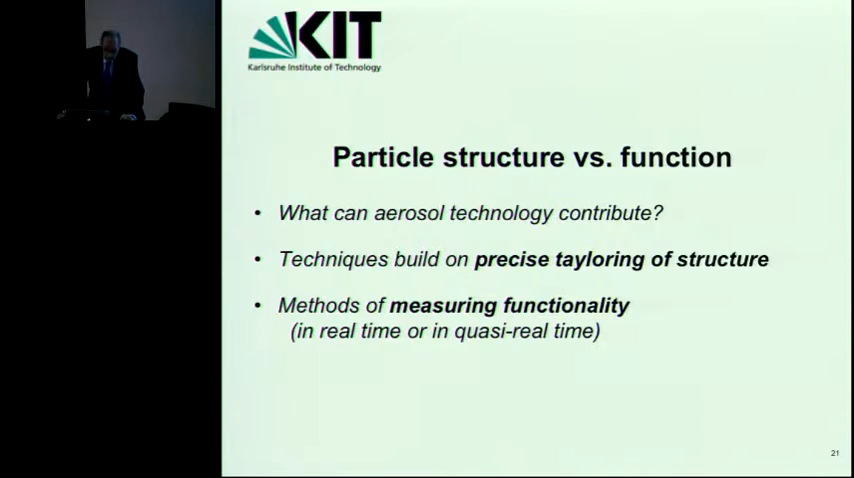 KIT
Karlsruhe Institute of Technology
Particle structure vs. function
• What can aerosol technology contribute?
• Techniques build on precise tayloring of structure
• Methods of measuring functionality
(in real time or in quasi-real time)
21